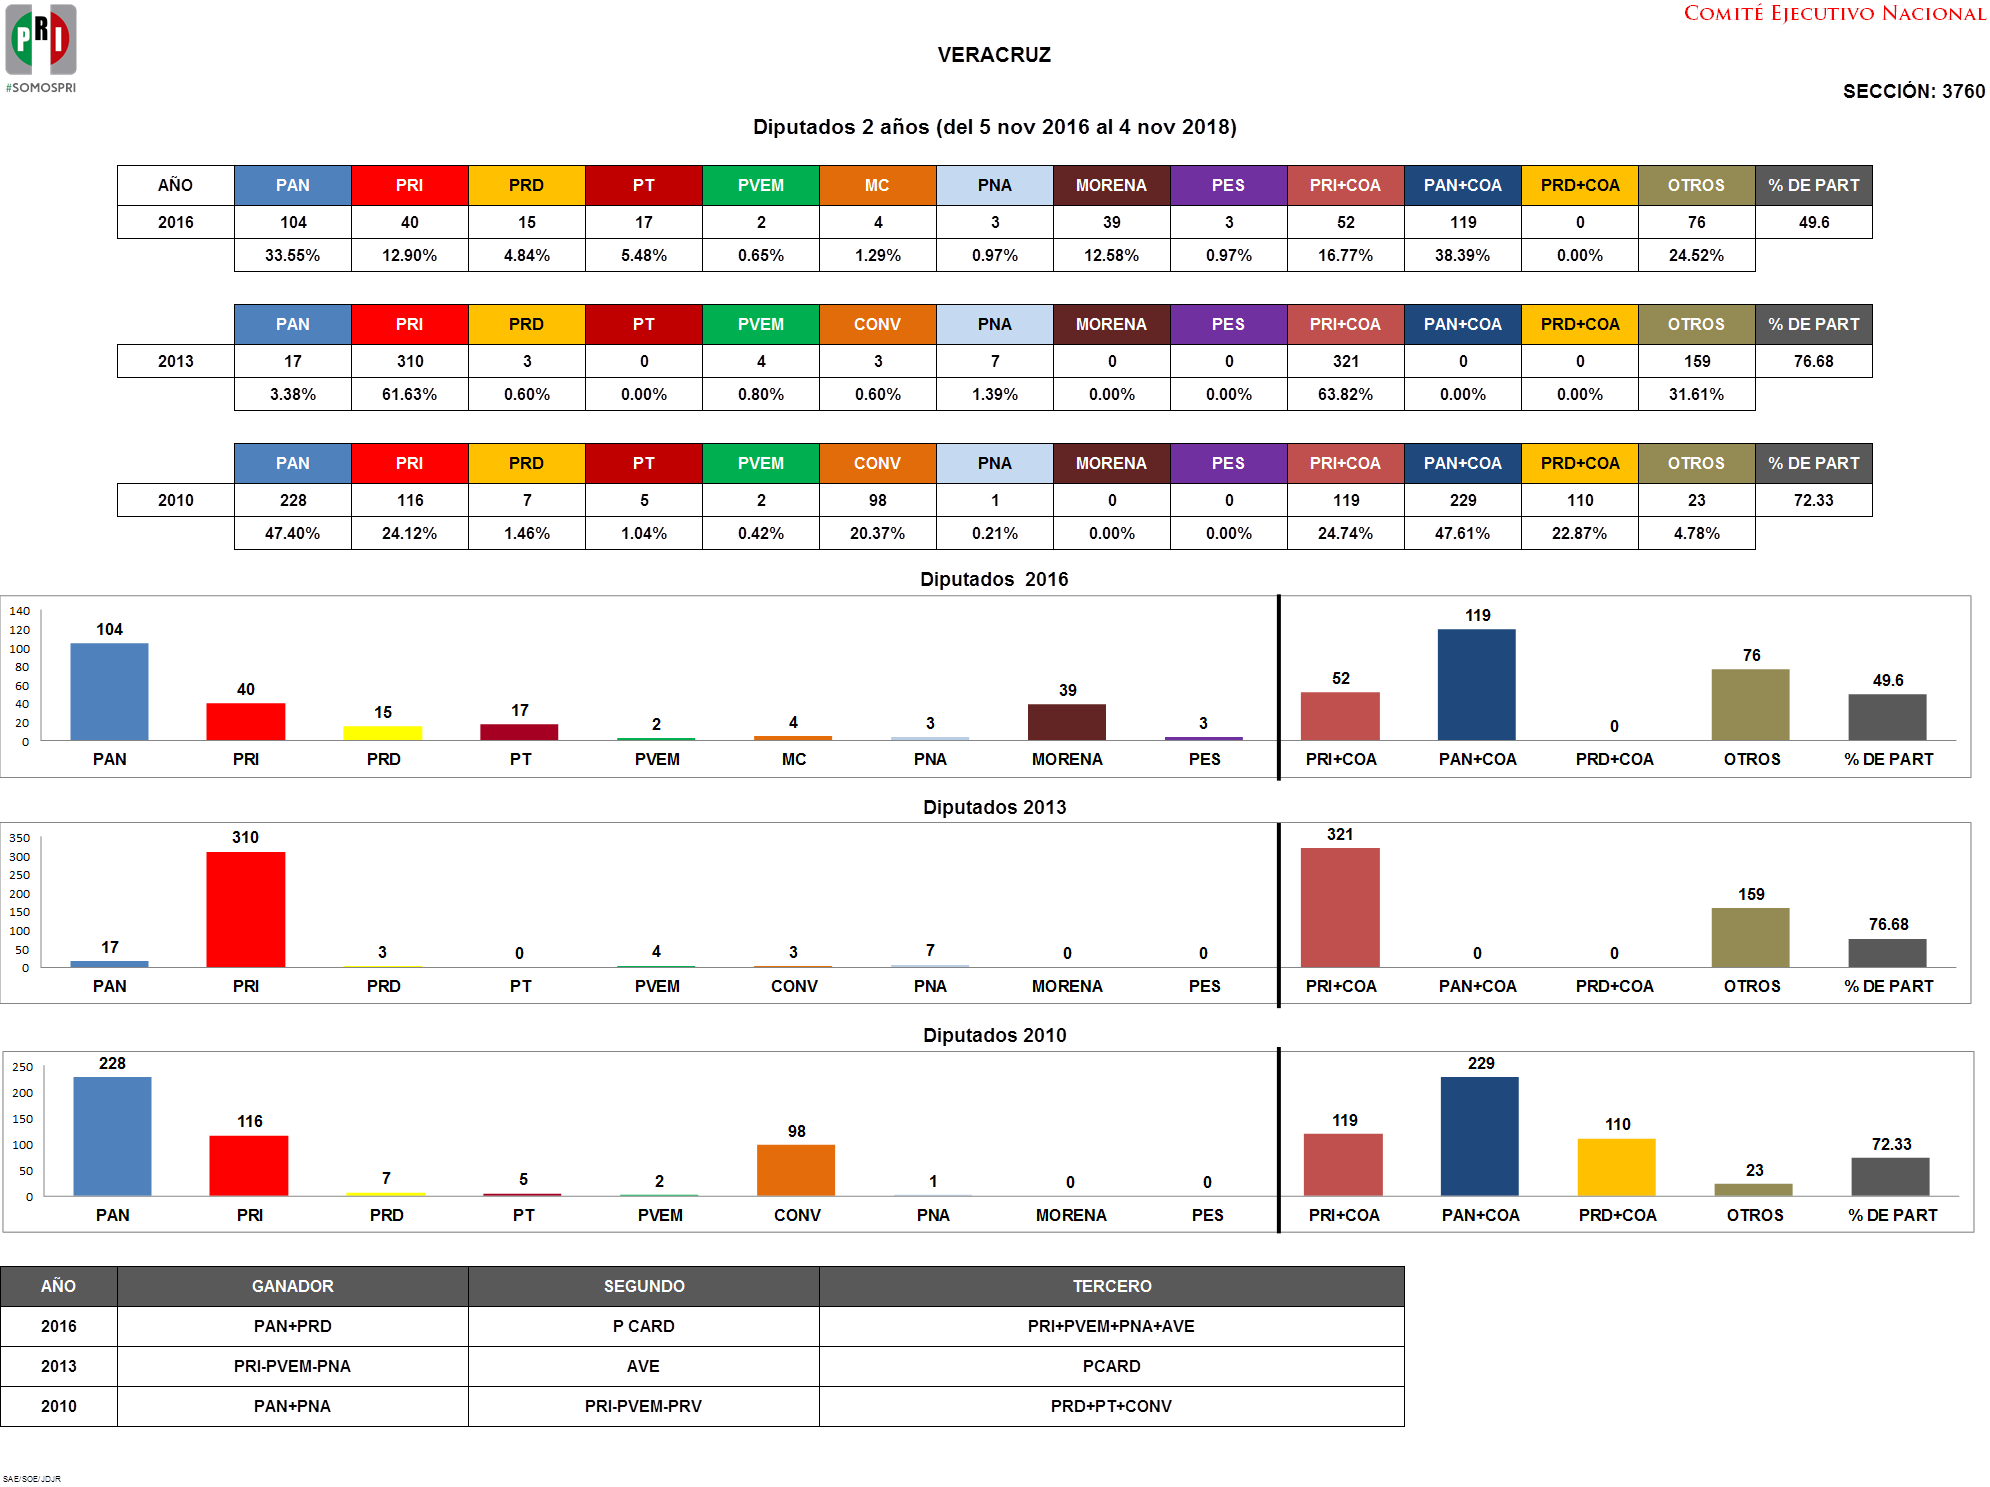 COMITÉ EJECUTIVO NACIONAL
PRI
#SOMOSPRI
VERACRUZ
SECCIÓN: 3760
Diputados 2 años (del 5 nov 2016 al 4 nov 2018)
AÑO PAN PRI PRD PT PVEM MC PNA MORENA PES PRI+COA PAN+COA PRD+COA OTROS % DE PART
2016 104 40 15 17 2 4 3 39 3 52 119 0 76 49.6
33.55% 12.90% 4.84% 5.48% 0.65% 1.29% 0.97% 12.58% 0.97% 16.77% 38.39% 0.00% 24.52%
PAN PRI PRD PT PVEM CONV PNA MORENA PES PRI+COA PAN+COA PRD+COA OTROS % DE PART
2013 17 310 3 0 4 3 7 0 0 321 0 0 159 76.68
3.38% 61.63% 0.60% 0.00% 0.80% 0.60% 1.39% 0.00% 0.00% 63.82% 0.00% 0.00% 31.61%
PAN PRI PRD PT PVEM CONV PNA MORENA PES PRI+COA PAN+COA PRD+COA OTROS % DE PART
2010 228 116 7 5 2 98 1 0 0 119 229 110 23 72.33
47.40% 24.12% 1.46% 1.04% 0.42% 20.37% 0.21% 0.00% 0.00% 24.74% 47.61% 22.87% 4.78%
Diputados 2016
140
120
100
80
60
40
20
0
104 40 15 17 2 4 3 39 3 52 119 0 76 49.6
PAN PRI PRD PT PVEM MC PNA MORENA PES PRI+COA PAN+COA PRD+COA OTROS % DE PART
Diputados 2013
350
300
250
200
150
100
50
0
17 310 3 0 4 3 7 0 0 321 0 0 159 76.68
PAN PRI PRD PT PVEM CONV PNA MORENA PES PRI+COA PAN+COA PRD+COA OTROS % DE PART
Diputados 2010
250
200
150
100
50
0
228 116 7 5 2 98 1 0 0 119 229 110 23 72.33
PAN PRI PRD PT PVEM CONV PNA MORENA PES PRI+COA PAN+COA PRD+COA OTROS % DE PART
AÑO GANADOR SEGUNDO TERCERO
2016 PAN+PRD P CARD PRI+PVEM+PNA+AVE
2013 PRI-PVEM-PNA AVE PCARD
2010 PAN+PNA PRI-PVEM-PRV PRD+PT+CONV
SAE/SOE/JDJR